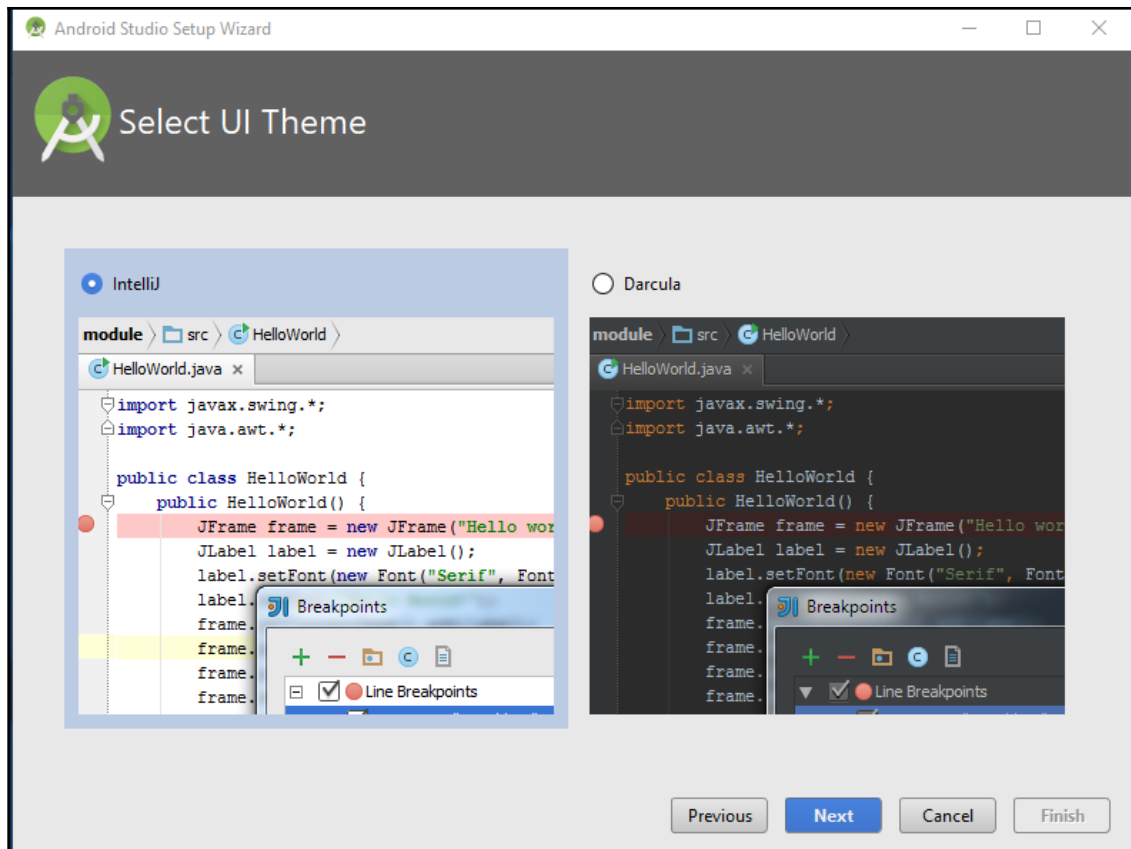 Android Studio Setup Wizard
Select UI Theme
IntelliJ
module src HelloWorld
HelloWorld.java
import javax.swing.*;
import java.awt.*;
public class HelloWorld {
public HelloWorld() {
JFrame frame = new JFrame("Hello wor
JLabel label = new JLabel();
label.setFont(new Font("Serif", Font
label.
frame.
frame.
frame.
frame.
Breakpoints
Line Breakpoints
Darcula
module src HelloWorld
HelloWorld.java
import javax.swing.*;
import java.awt.*;
public class HelloWorld {
public HelloWorld() {
JFrame frame = new JFrame("Hello wor
JLabel label = new JLabel();
label.setFont(new Font("Serif", Font
label.
frame.
frame.
frame.
frame.
Breakpoints
Line Breakpoints
Previous
Next
Cancel
Finish